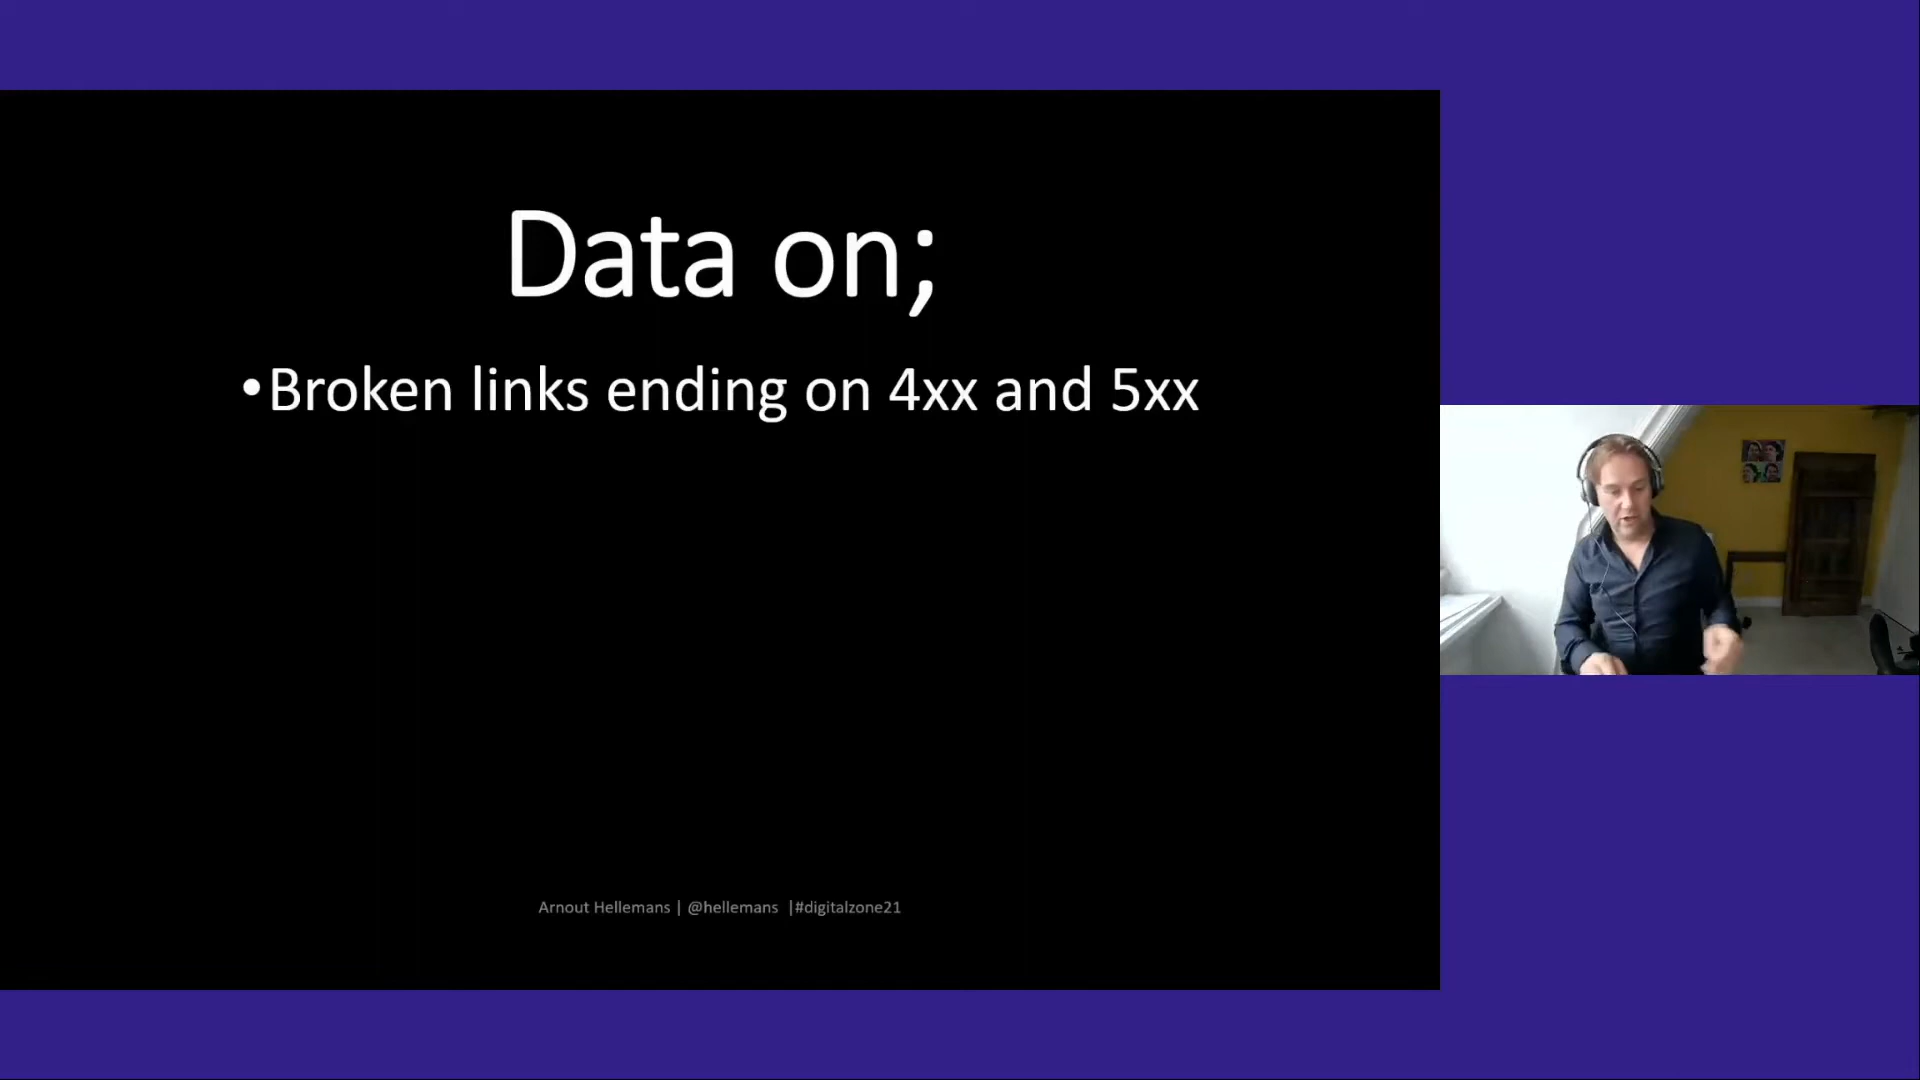 Data on;
•Broken links ending on 4xx and 5xx
Arnout Hellemans | @hellemans |#digitalzone21